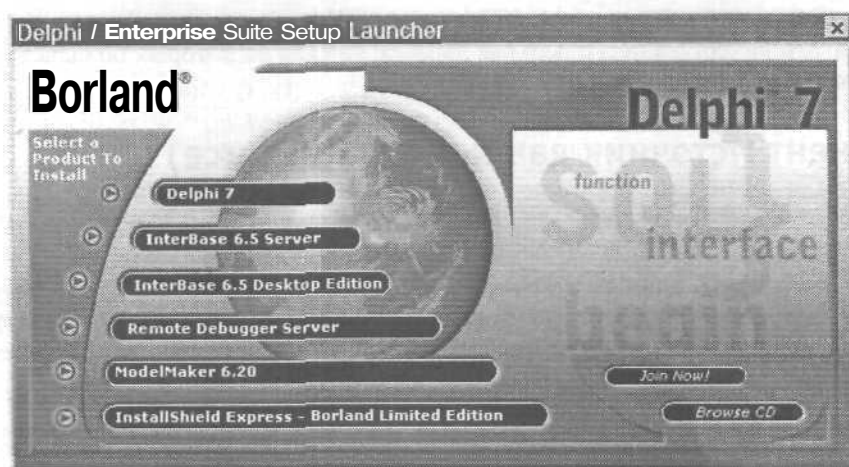 Delphi / Enterprise Suite Setup Launcher
Borland®
Delphi 7
Select a
Product To
Install
Delphi 7
InterBase 6.5 Server
InterBase 6.5 Desktop Edition
Remote Debugger Server
ModelMaker 6.20
InstallShield Express - Borland Limited Edition
function
SQL
interface
begin
Join Now!
Browse CD